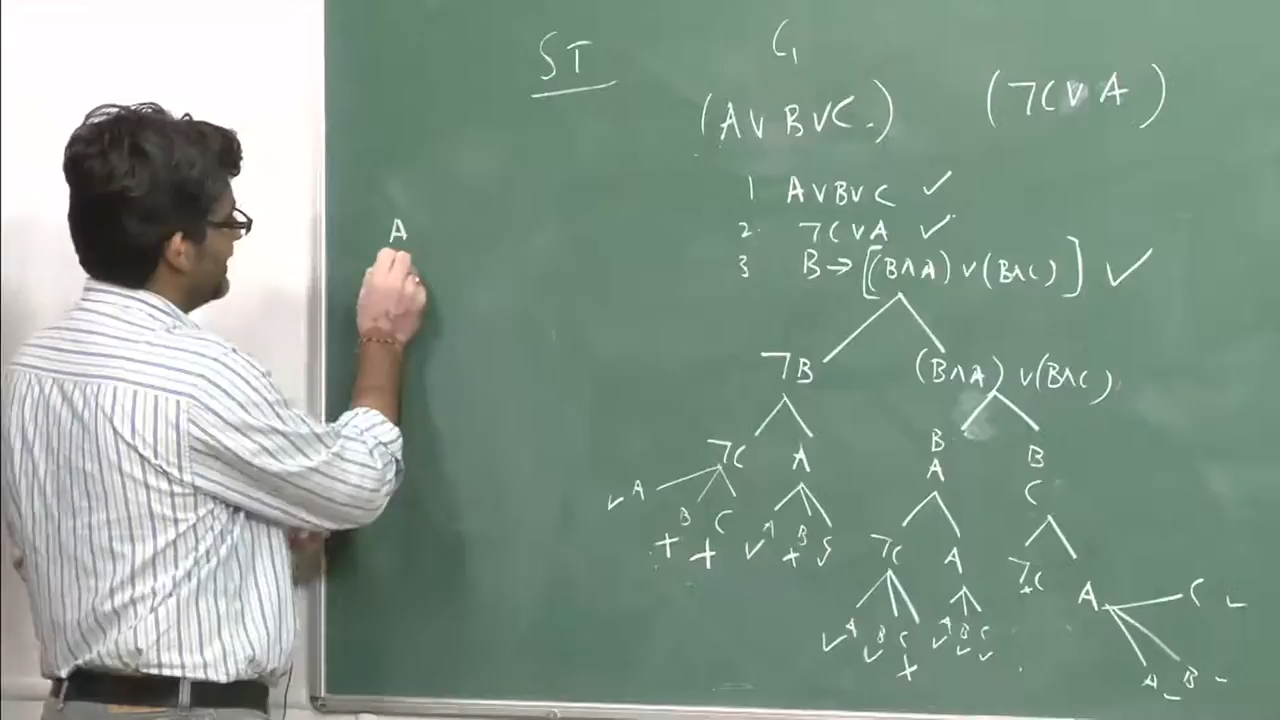 ST
C₁
(A∨B∨C.) (¬C∨A)
1 A∨B∨C ✓
2. ¬C∨A ✓
3 B→[(B∧A)∨(B∧C)] ✓
A
¬B (B∧A)∨(B∧C)
¬C A B B
A C
✓A B C A B C
+ + ✓ + ✓
¬C A ¬C A
+
A B C A B C C ✓
✓ ✓ + ✓ ✓ ✓
A B